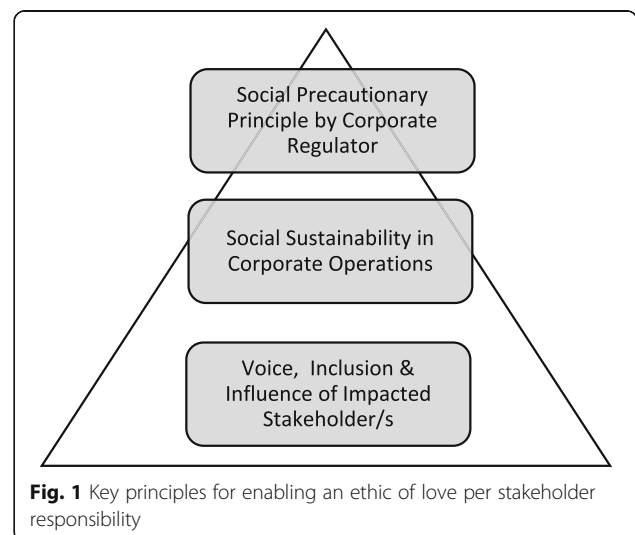 Social Precautionary
Principle by Corporate
Regulator
Social Sustainability in
Corporate Operations
Voice, Inclusion &
Influence of Impacted
Stakeholder/s
Fig. 1 Key principles for enabling an ethic of love per stakeholder
responsibility